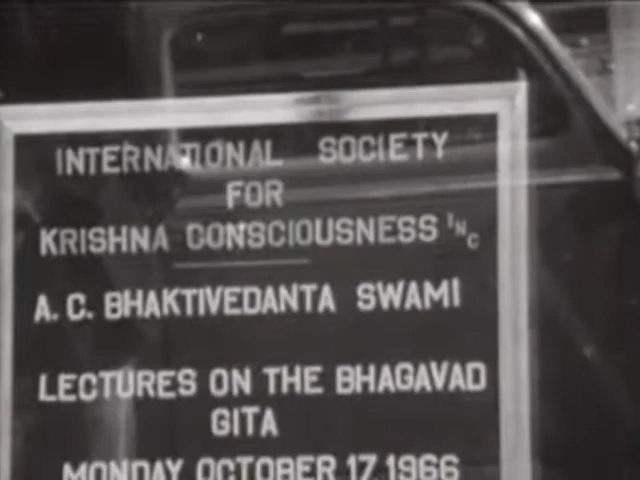 INTERNATIONAL SOCIETY
FOR
KRISHNA CONSCIOUSNESS INC
A. C. BHAKTIVEDANTA SWAMI
LECTURES ON THE BHAGAVAD
GITA
MONDAY OCTOBER 17, 1966